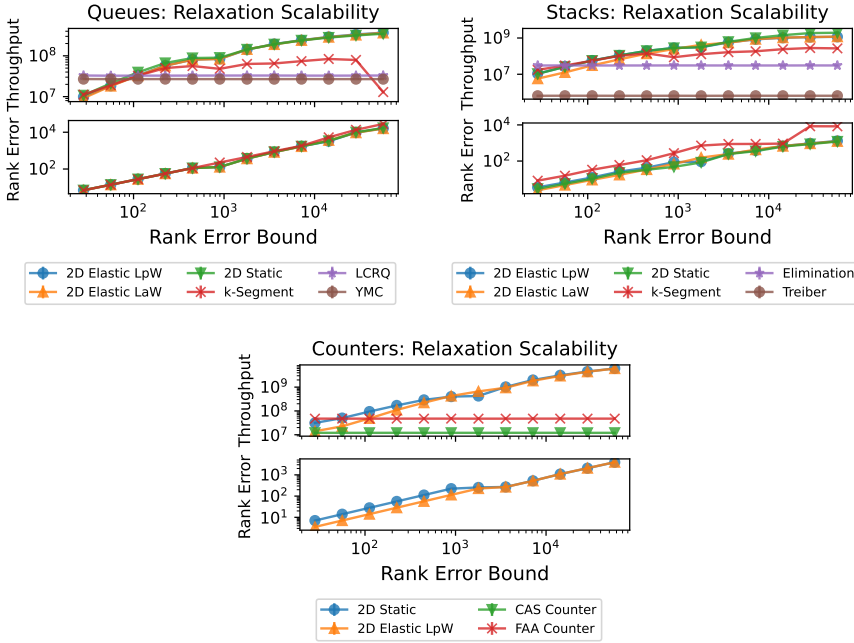 Queues: Relaxation Scalability
Throughput
10^8
10^7
Rank Error
10^4
10^2
10^2 10^3 10^4
Rank Error Bound
2D Elastic LpW 2D Static LCRQ
2D Elastic LaW k-Segment YMC
Stacks: Relaxation Scalability
Throughput
10^9
10^7
Rank Error
10^4
10^2
10^2 10^3 10^4
Rank Error Bound
2D Elastic LpW 2D Static Elimination
2D Elastic LaW k-Segment Treiber
Counters: Relaxation Scalability
Throughput
10^9
10^8
10^7
Rank Error
10^3
10^2
10^1
10^2 10^3 10^4
Rank Error Bound
2D Static CAS Counter
2D Elastic LpW FAA Counter